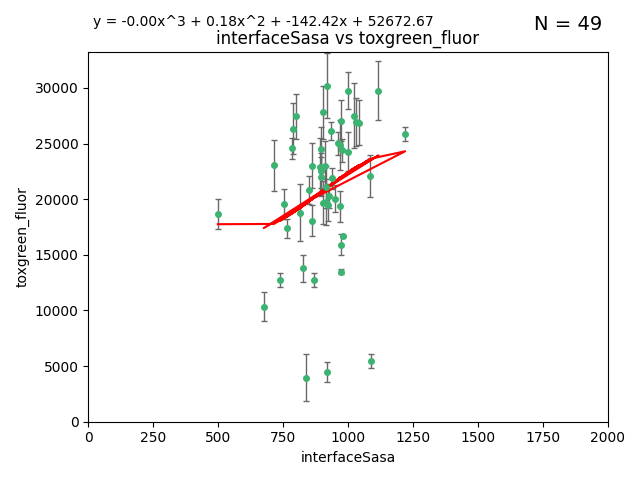 y = -0.00x^3 + 0.18x^2 + -142.42x + 52672.67
N = 49
interfaceSasa vs toxgreen_fluor
30000
25000
20000
15000
10000
5000
0
toxgreen_fluor
0 250 500 750 1000 1250 1500 1750 2000
interfaceSasa